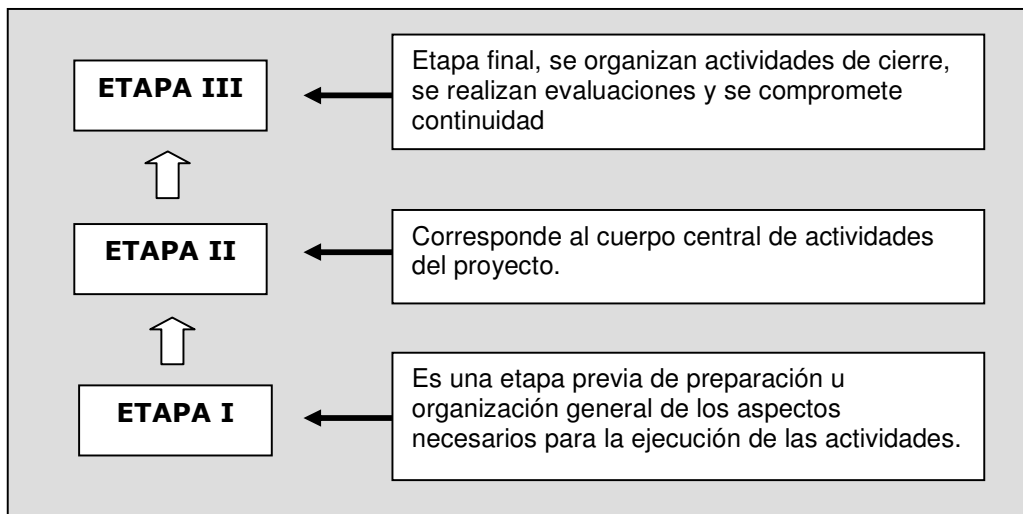 ETAPA III
Etapa final, se organizan actividades de cierre,
se realizan evaluaciones y se compromete
continuidad
ETAPA II
Corresponde al cuerpo central de actividades
del proyecto.
ETAPA I
Es una etapa previa de preparación u
organización general de los aspectos
necesarios para la ejecución de las actividades.